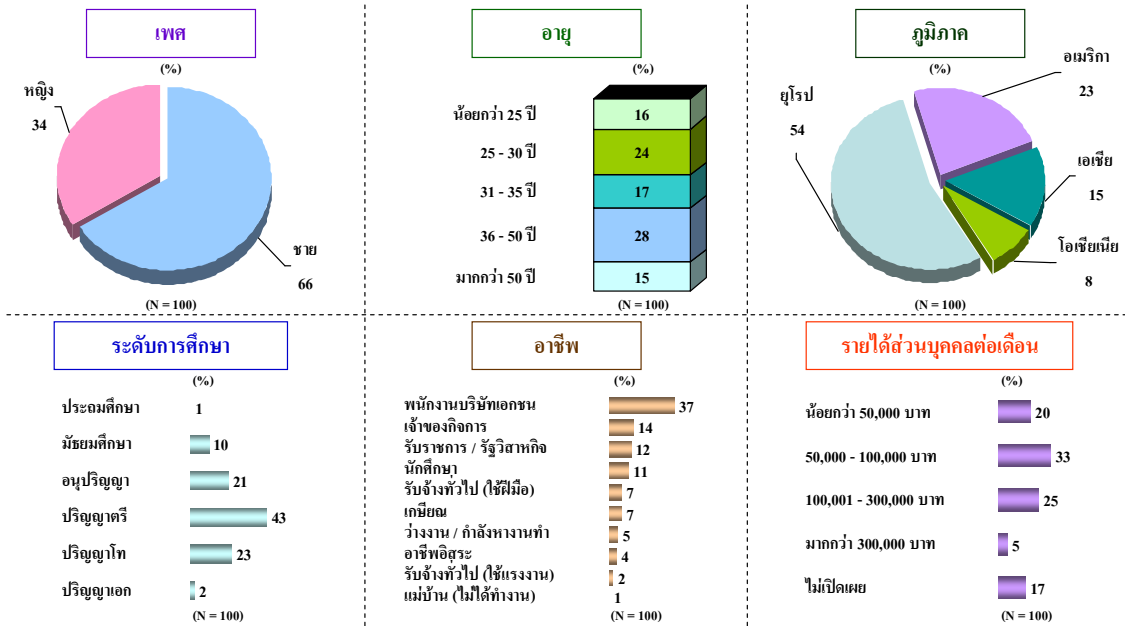 เพศ
(%)
หญิง
34
ชาย
66
(N = 100)
อายุ
(%)
น้อยกว่า 25 ปี 16
25 - 30 ปี 24
31 - 35 ปี 17
36 - 50 ปี 28
มากกว่า 50 ปี 15
(N = 100)
ภูมิภาค
(%)
อเมริกา
23
ยุโรป
54
เอเชีย
15
โอเชียเนีย
8
(N = 100)
ระดับการศึกษา
(%)
ประถมศึกษา 1
มัธยมศึกษา 10
อนุปริญญา 21
ปริญญาตรี 43
ปริญญาโท 23
ปริญญาเอก 2
(N = 100)
อาชีพ
(%)
พนักงานบริษัทเอกชน 37
เจ้าของกิจการ 14
รับราชการ / รัฐวิสาหกิจ 12
นักศึกษา 11
รับจ้างทั่วไป (ใช้ฝีมือ) 7
เกษียณ 7
ว่างงาน / กำลังหางานทำ 5
อาชีพอิสระ 4
รับจ้างทั่วไป (ใช้แรงงาน) 2
แม่บ้าน (ไม่ได้ทำงาน) 1
(N = 100)
รายได้ส่วนบุคคลต่อเดือน
(%)
น้อยกว่า 50,000 บาท 20
50,000 - 100,000 บาท 33
100,001 - 300,000 บาท 25
มากกว่า 300,000 บาท 5
ไม่เปิดเผย 17
(N = 100)